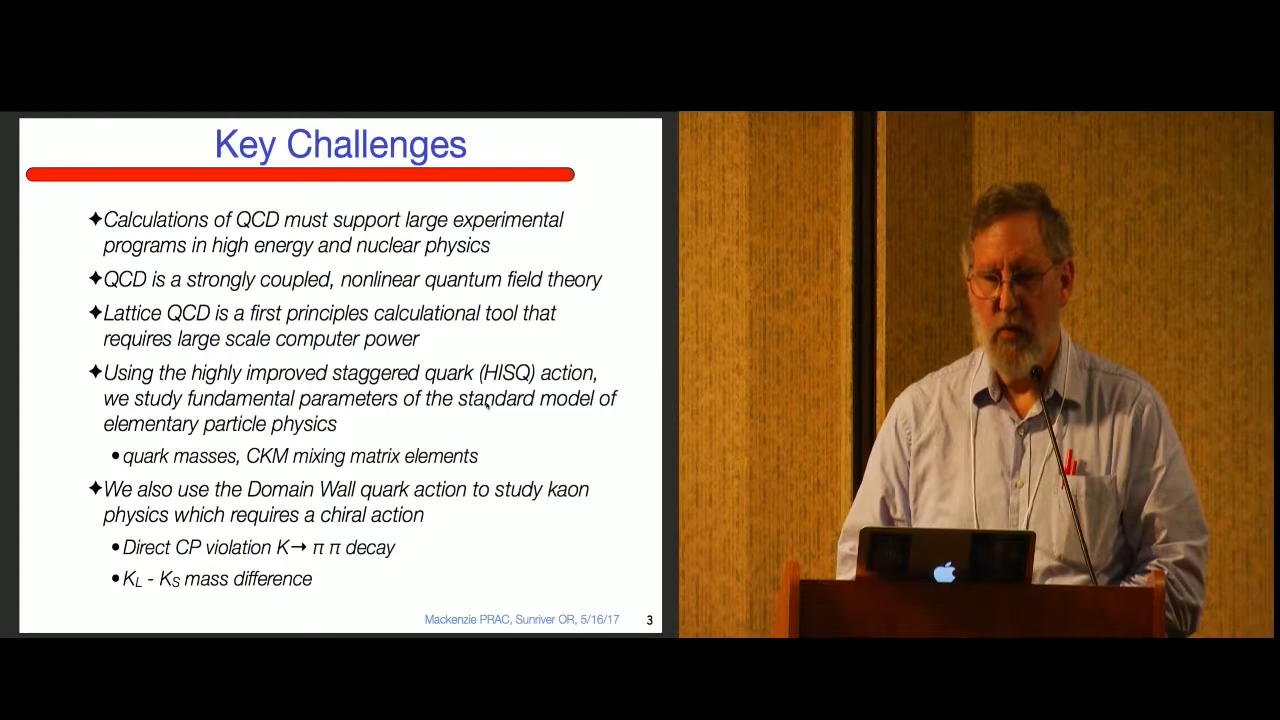 Key Challenges
✦Calculations of QCD must support large experimental
programs in high energy and nuclear physics
✦QCD is a strongly coupled, nonlinear quantum field theory
✦Lattice QCD is a first principles calculational tool that
requires large scale computer power
✦Using the highly improved staggered quark (HISQ) action,
we study fundamental parameters of the standard model of
elementary particle physics
•quark masses, CKM mixing matrix elements
✦We also use the Domain Wall quark action to study kaon
physics which requires a chiral action
•Direct CP violation K→ π π decay
•K_L - K_S mass difference
Mackenzie PRAC, Sunriver OR, 5/16/17 3